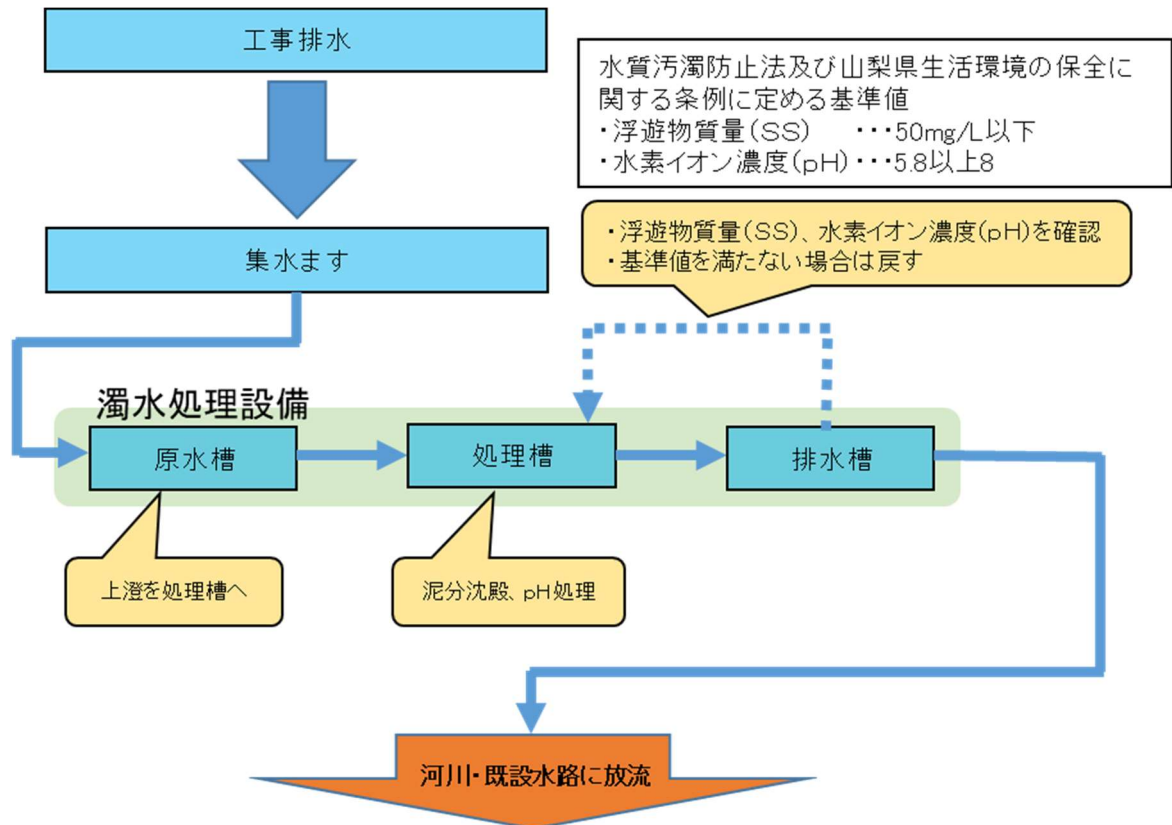 工事排水
水質汚濁防止法及び山梨県生活環境の保全に
関する条例に定める基準値
・浮遊物質量(SS) ・・・50mg/L以下
・水素イオン濃度(pH)・・・5.8以上8
集水ます
・浮遊物質量(SS)、水素イオン濃度(pH)を確認
・基準値を満たない場合は戻す
濁水処理設備
原水槽
処理槽
排水槽
上澄を処理槽へ
泥分沈殿、pH処理
河川・既設水路に放流